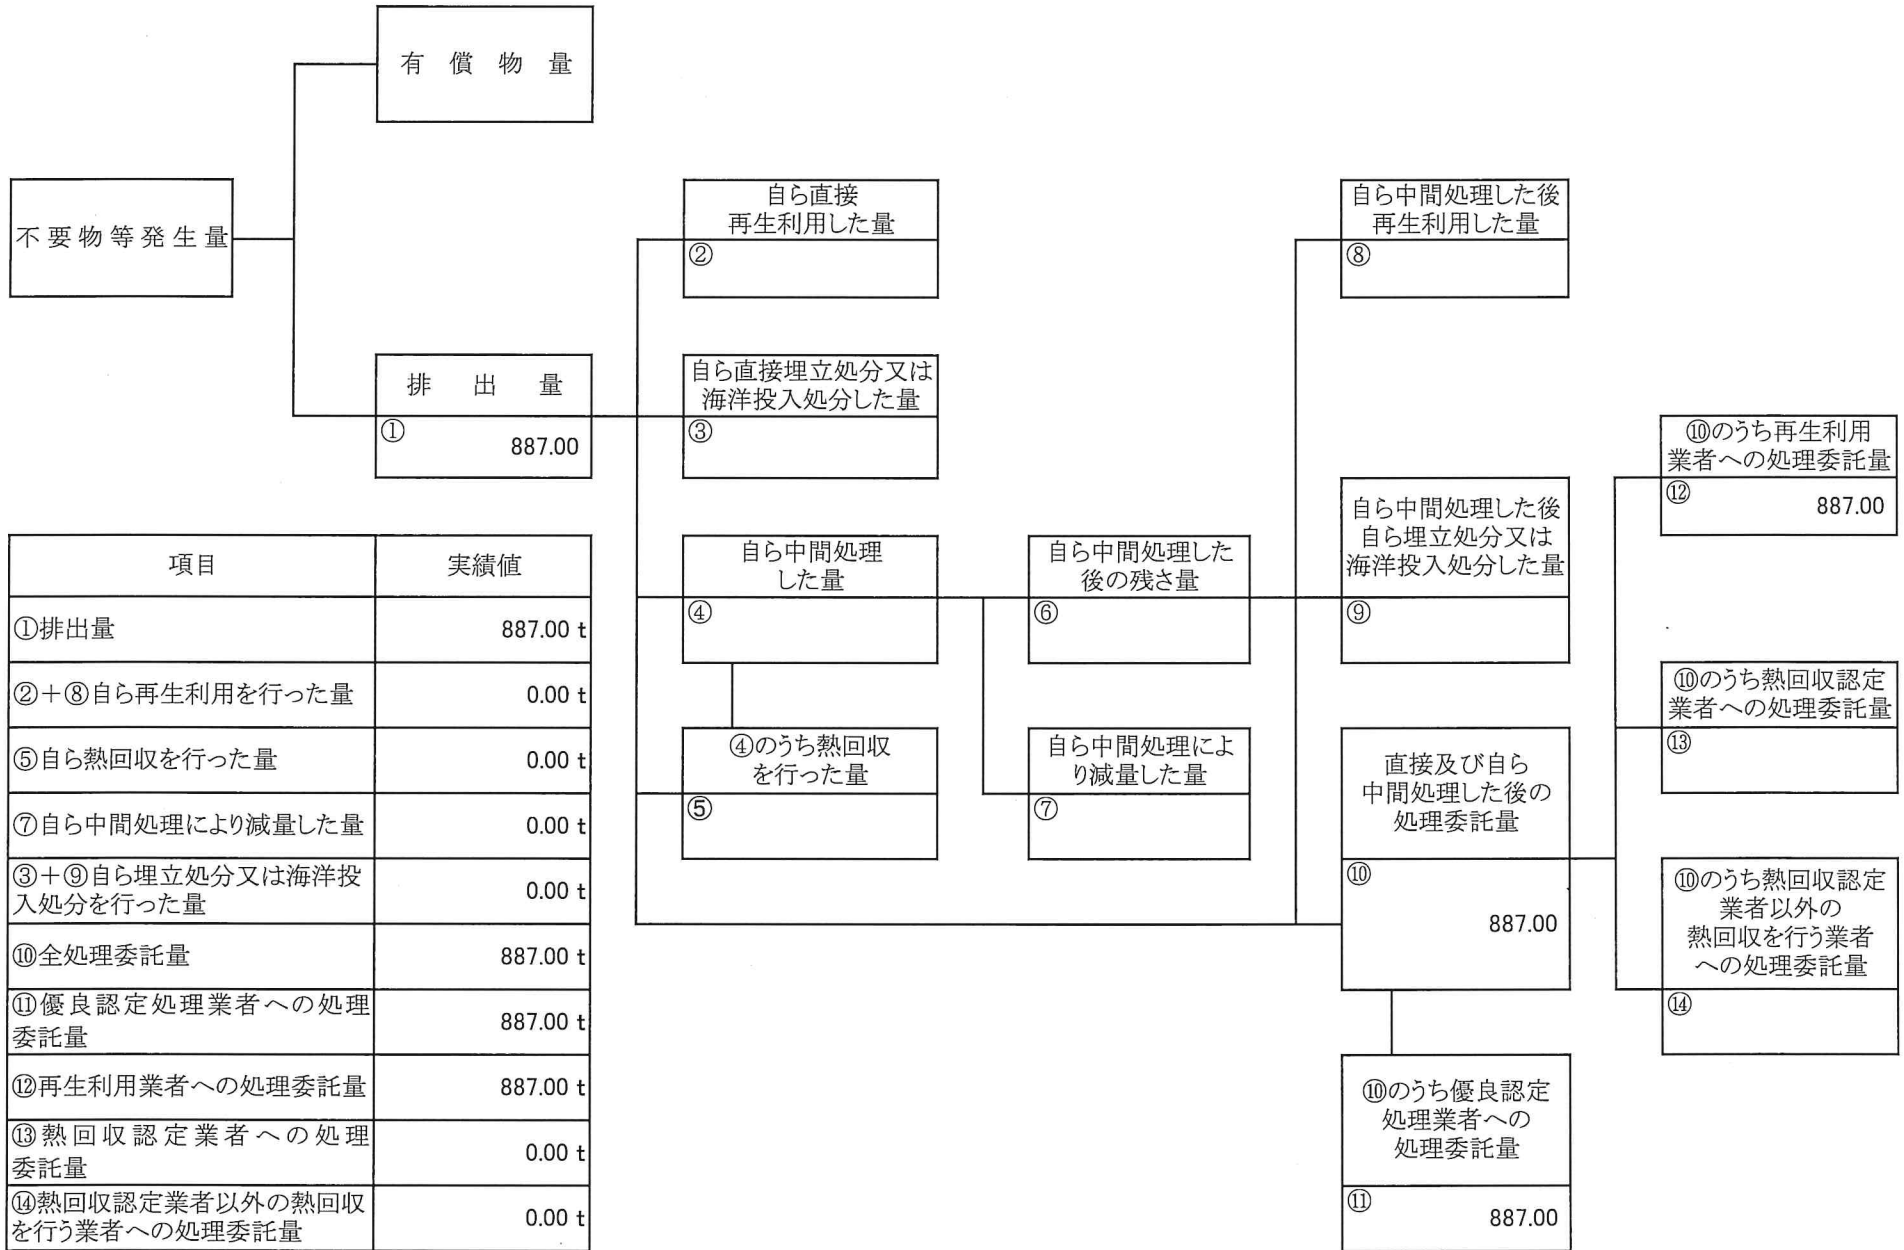 有償物量
不要物等発生量
排出量
①
887.00
自ら直接
再生利用した量
②
自ら直接埋立処分又は
海洋投入処分した量
③
自ら中間処理
した量
④
④のうち熱回収
を行った量
⑤
自ら中間処理した
後の残さ量
⑥
自ら中間処理によ
り減量した量
⑦
自ら中間処理した後
再生利用した量
⑧
自ら中間処理した後
自ら埋立処分又は
海洋投入処分した量
⑨
直接及び自ら
中間処理した後の
処理委託量
⑩
887.00
⑩のうち優良認定
処理業者への
処理委託量
⑪
887.00
⑩のうち再生利用
業者への処理委託量
⑫
887.00
⑩のうち熱回収認定
業者への処理委託量
⑬
⑩のうち熱回収認定
業者以外の
熱回収を行う業者
への処理委託量
⑭
項目 実績値
①排出量 887.00 t
②+⑧自ら再生利用を行った量 0.00 t
⑤自ら熱回収を行った量 0.00 t
⑦自ら中間処理により減量した量 0.00 t
③+⑨自ら埋立処分又は海洋投
入処分を行った量 0.00 t
⑩全処理委託量 887.00 t
⑪優良認定処理業者への処理
委託量 887.00 t
⑫再生利用業者への処理委託量 887.00 t
⑬熱回収認定業者への処理
委託量 0.00 t
⑭熱回収認定業者以外の熱回収
を行う業者への処理委託量 0.00 t